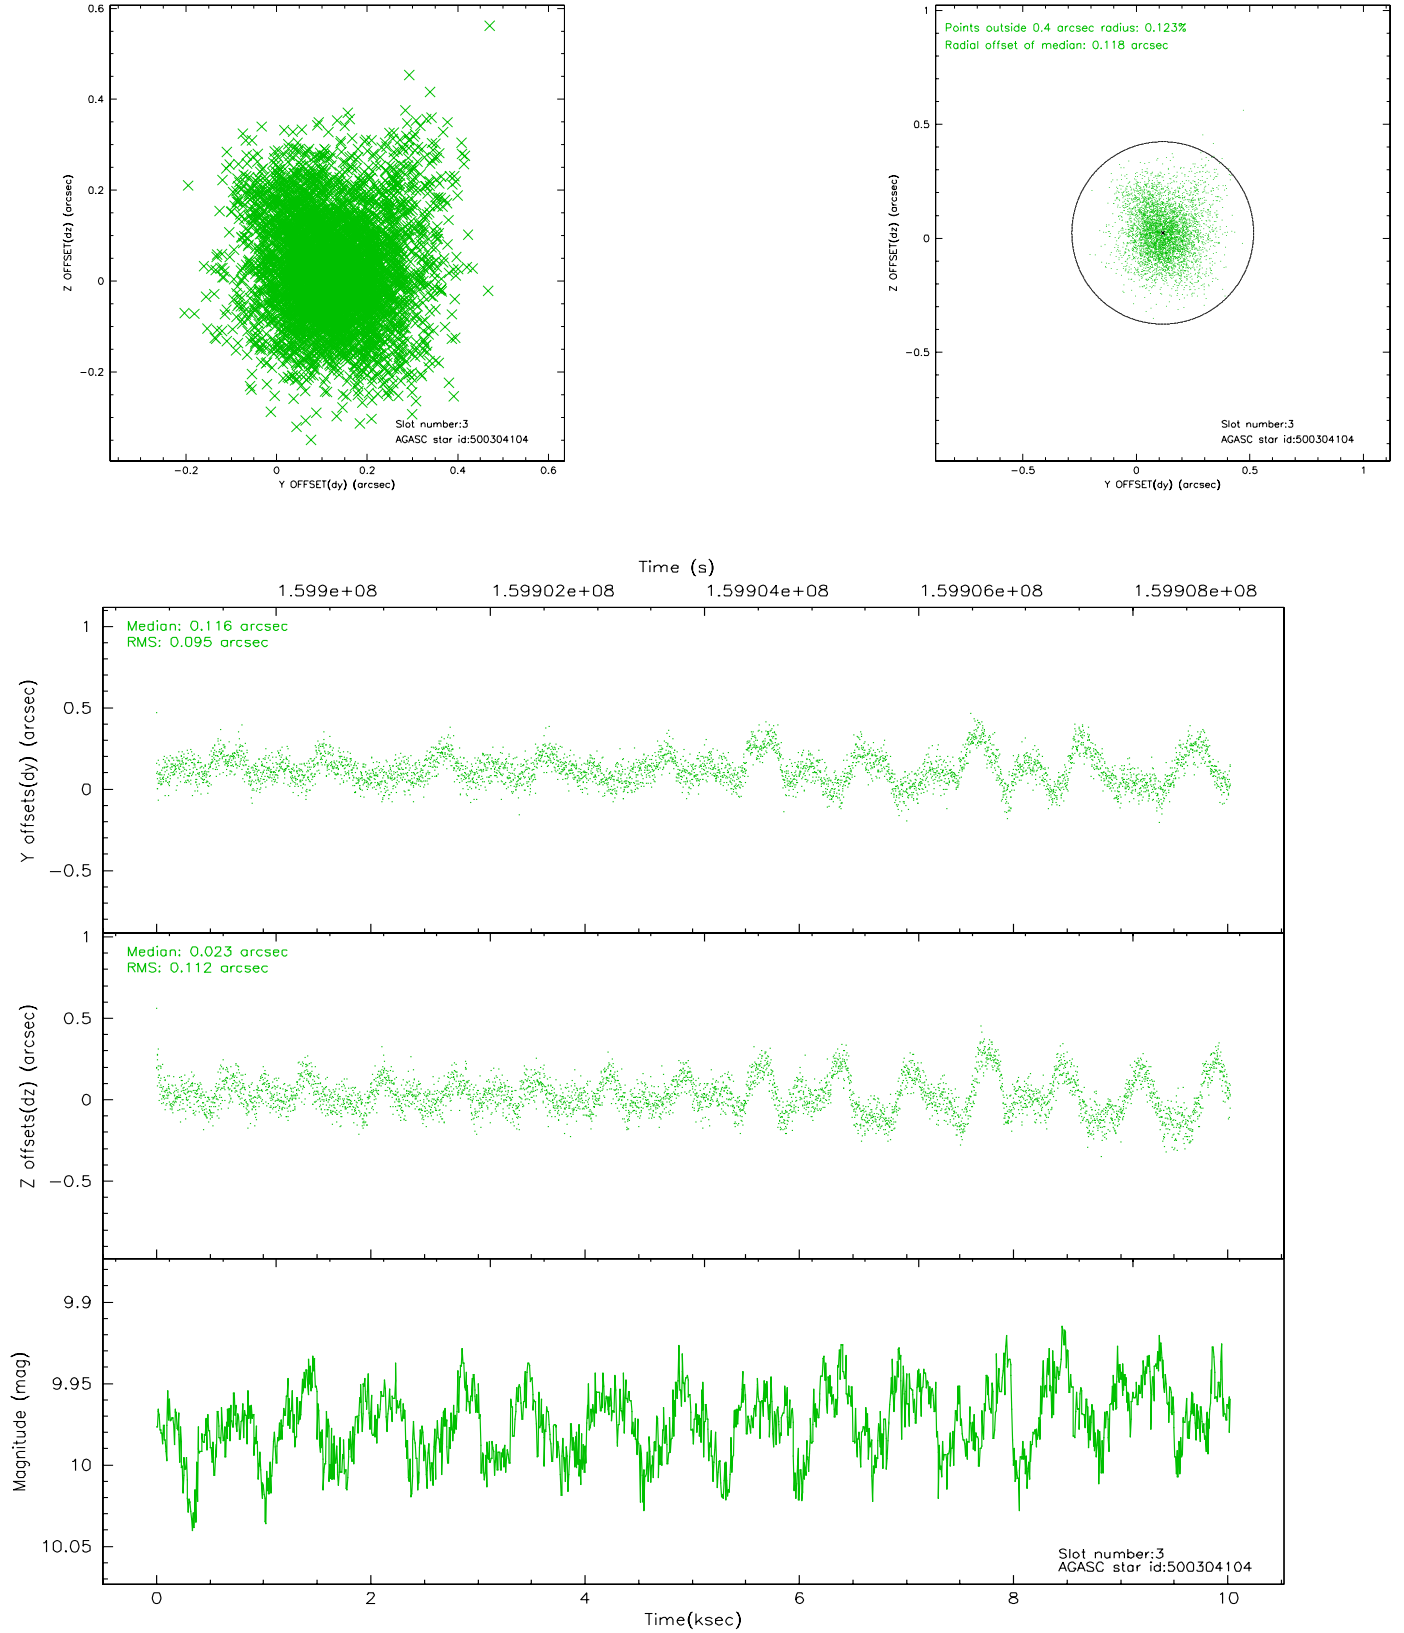 0.6
0.4
0.2
0
−0.2
Z OFFSET(dz) (arcsec)
Slot number:3
AGASC star id:500304104
−0.2 0 0.2 0.4 0.6
Y OFFSET(dy) (arcsec)
Points outside 0.4 arcsec radius: 0.123%
Radial offset of median: 0.118 arcsec
1
0.5
0
−0.5
Z OFFSET(dz) (arcsec)
Slot number:3
AGASC star id:500304104
−0.5 0 0.5 1
Y OFFSET(dy) (arcsec)
Time (s)
1.599e+08 1.59902e+08 1.59904e+08 1.59906e+08 1.59908e+08
Median: 0.116 arcsec
RMS: 0.095 arcsec
1
0.5
0
−0.5
Y offsets(dy) (arcsec)
Median: 0.023 arcsec
RMS: 0.112 arcsec
1
0.5
0
−0.5
Z offsets(dz) (arcsec)
9.9
9.95
10
10.05
Magnitude (mag)
Slot number:3
AGASC star id:500304104
0 2 4 6 8 10
Time(ksec)